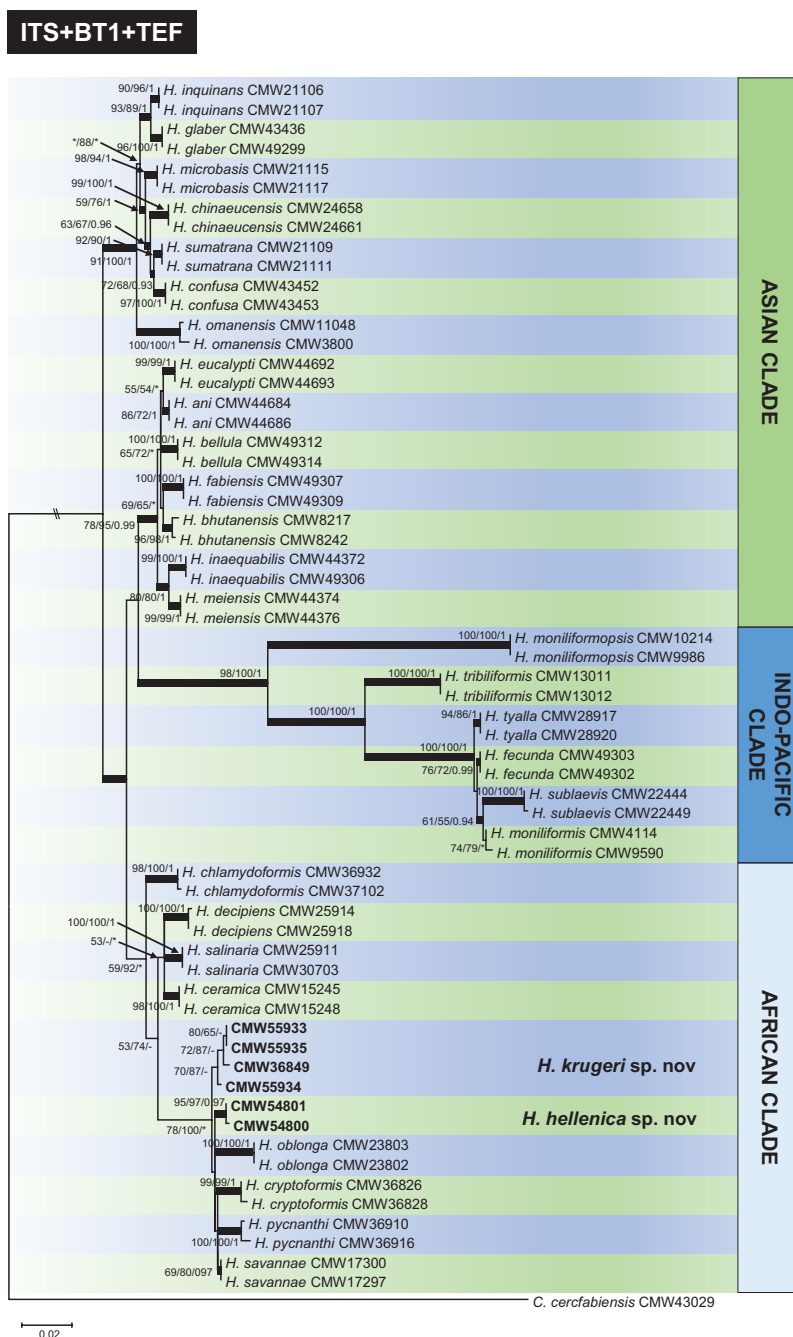 ITS+BT1+TEF
90/96/1
H. inquinans CMW21106
93/89/1
H. inquinans CMW21107
H. glaber CMW43436
96/100/1
H. glaber CMW49299
*/88/*
98/94/1
H. microbasis CMW21115
99/100/1
H. microbasis CMW21117
59/76/1
H. chinaeucensis CMW24658
63/67/0.96
H. chinaeucensis CMW24661
92/90/1
H. sumatrana CMW21109
91/100/1
H. sumatrana CMW21111
72/68/0.93
H. confusa CMW43452
97/100/1
H. confusa CMW43453
H. omanensis CMW11048
100/100/1
H. omanensis CMW3800
99/99/1
H. eucalypti CMW44692
55/54/*
H. eucalypti CMW44693
H. ani CMW44684
86/72/1
H. ani CMW44686
100/100/1
H. bellula CMW49312
65/72/*
H. bellula CMW49314
100/100/1
H. fabiensis CMW49307
69/65/*
H. fabiensis CMW49309
78/95/0.99
H. bhutanensis CMW8217
96/98/1
H. bhutanensis CMW8242
99/100/1
H. inaequabilis CMW44372
H. inaequabilis CMW49306
80/80/1
H. meiensis CMW44374
99/99/1
H. meiensis CMW44376
ASIAN CLADE
100/100/1
H. moniliformopsis CMW10214
H. moniliformopsis CMW9986
98/100/1
100/100/1
H. tribiliformis CMW13011
H. tribiliformis CMW13012
100/100/1
94/86/1
H. tyalla CMW28917
H. tyalla CMW28920
100/100/1
H. fecunda CMW49303
76/72/0.99
H. fecunda CMW49302
100/100/1
H. sublaevis CMW22444
H. sublaevis CMW22449
61/55/0.94
H. moniliformis CMW4114
74/79/*
H. moniliformis CMW9590
INDO-PACIFIC
CLADE
98/100/1
H. chlamydoformis CMW36932
H. chlamydoformis CMW37102
100/100/1
H. decipiens CMW25914
100/100/1
H. decipiens CMW25918
53/-/*
H. salinaria CMW25911
59/92/*
H. salinaria CMW30703
H. ceramica CMW15245
98/100/1
H. ceramica CMW15248
80/65/-
CMW55933
53/74/-
72/87/-
CMW55935
70/87/-
CMW36849
H. krugeri sp. nov
CMW55934
95/97/0.97
CMW54801
H. hellenica sp. nov
78/100/*
CMW54800
100/100/1
H. oblonga CMW23803
H. oblonga CMW23802
99/99/1
H. cryptoformis CMW36826
H. cryptoformis CMW36828
H. pycnanthi CMW36910
100/100/1
H. pycnanthi CMW36916
H. savannae CMW17300
69/80/097
H. savannae CMW17297
AFRICAN CLADE
C. cercfabiensis CMW43029
0.02